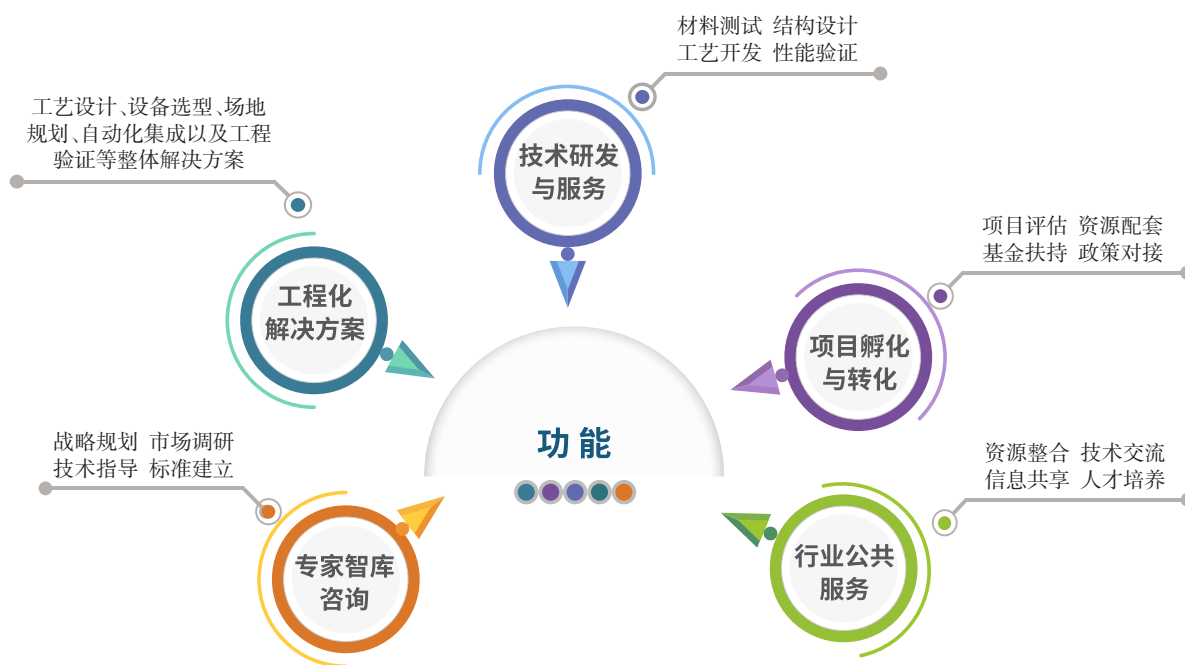 材料测试 结构设计
工艺开发 性能验证
技术研发
与服务
工艺设计、设备选型、场地
规划、自动化集成以及工程
验证等整体解决方案
工程化
解决方案
项目评估 资源配套
基金扶持 政策对接
项目孵化
与转化
功能
战略规划 市场调研
技术指导 标准建立
专家智库
咨询
资源整合 技术交流
信息共享 人才培养
行业公共
服务